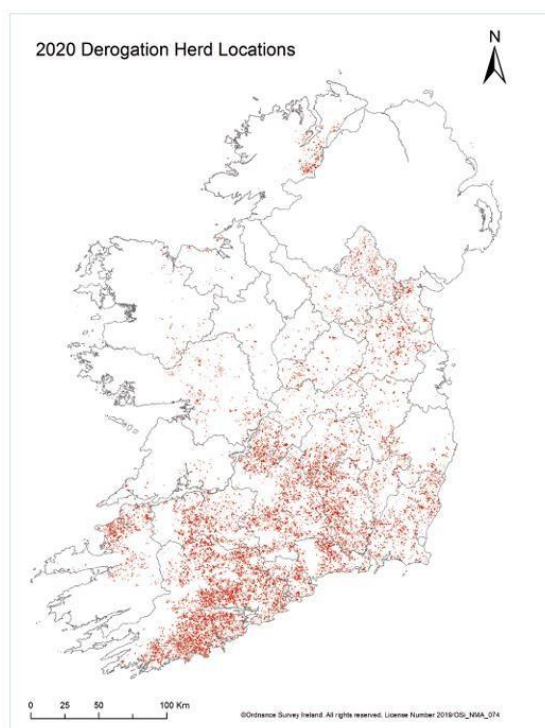 2020 Derogation Herd Locations
N
0 25 50 100 Km
©Ordnance Survey Ireland. All rights reserved. License Number 2019/OSi_NMA_074